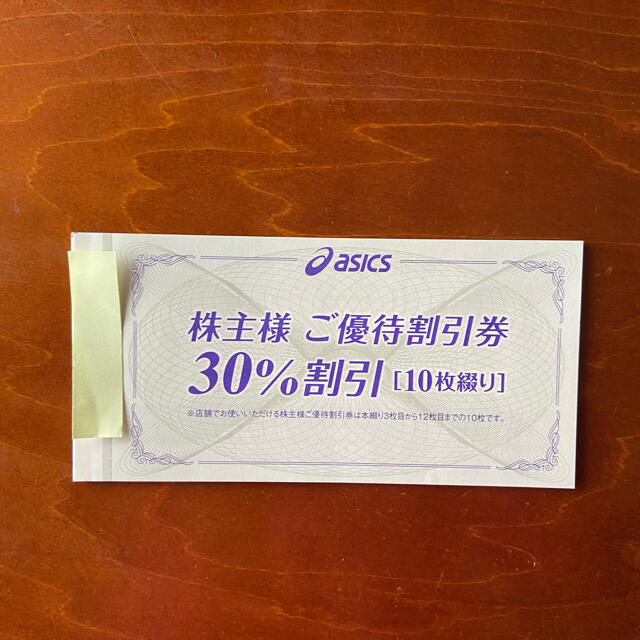 asics
株主様 ご優待割引券
30%割引 [10枚綴り]
※店舗でお使いいただける株主様ご優待割引券は本綴り3枚目から12枚目までの10枚です。